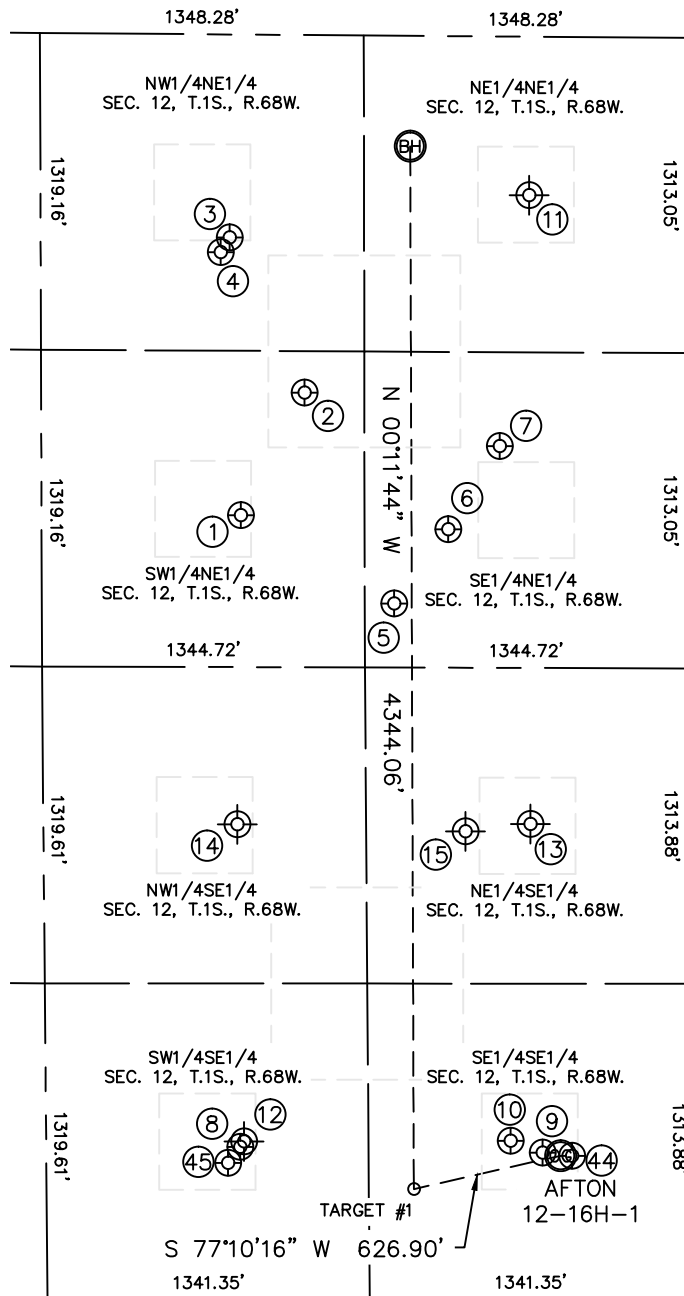 1348.28'
1348.28'
NW1/4NE1/4
SEC. 12, T.1S., R.68W.
NE1/4NE1/4
SEC. 12, T.1S., R.68W.
BH
1319.16'
1313.05'
3
11
4
2
7
N 00°11'44" W
6
1
1319.16'
1313.05'
SW1/4NE1/4
SEC. 12, T.1S., R.68W.
SE1/4NE1/4
SEC. 12, T.1S., R.68W.
5
1344.72'
1344.72'
4344.06'
1319.61'
1313.88'
14
15
13
NW1/4SE1/4
SEC. 12, T.1S., R.68W.
NE1/4SE1/4
SEC. 12, T.1S., R.68W.
SW1/4SE1/4
SEC. 12, T.1S., R.68W.
SE1/4SE1/4
SEC. 12, T.1S., R.68W.
8
12
10
9
1319.61'
1313.88'
45
44
AFTON
12-16H-1
TARGET #1
S 77°10'16" W 626.90'
1341.35'
1341.35'